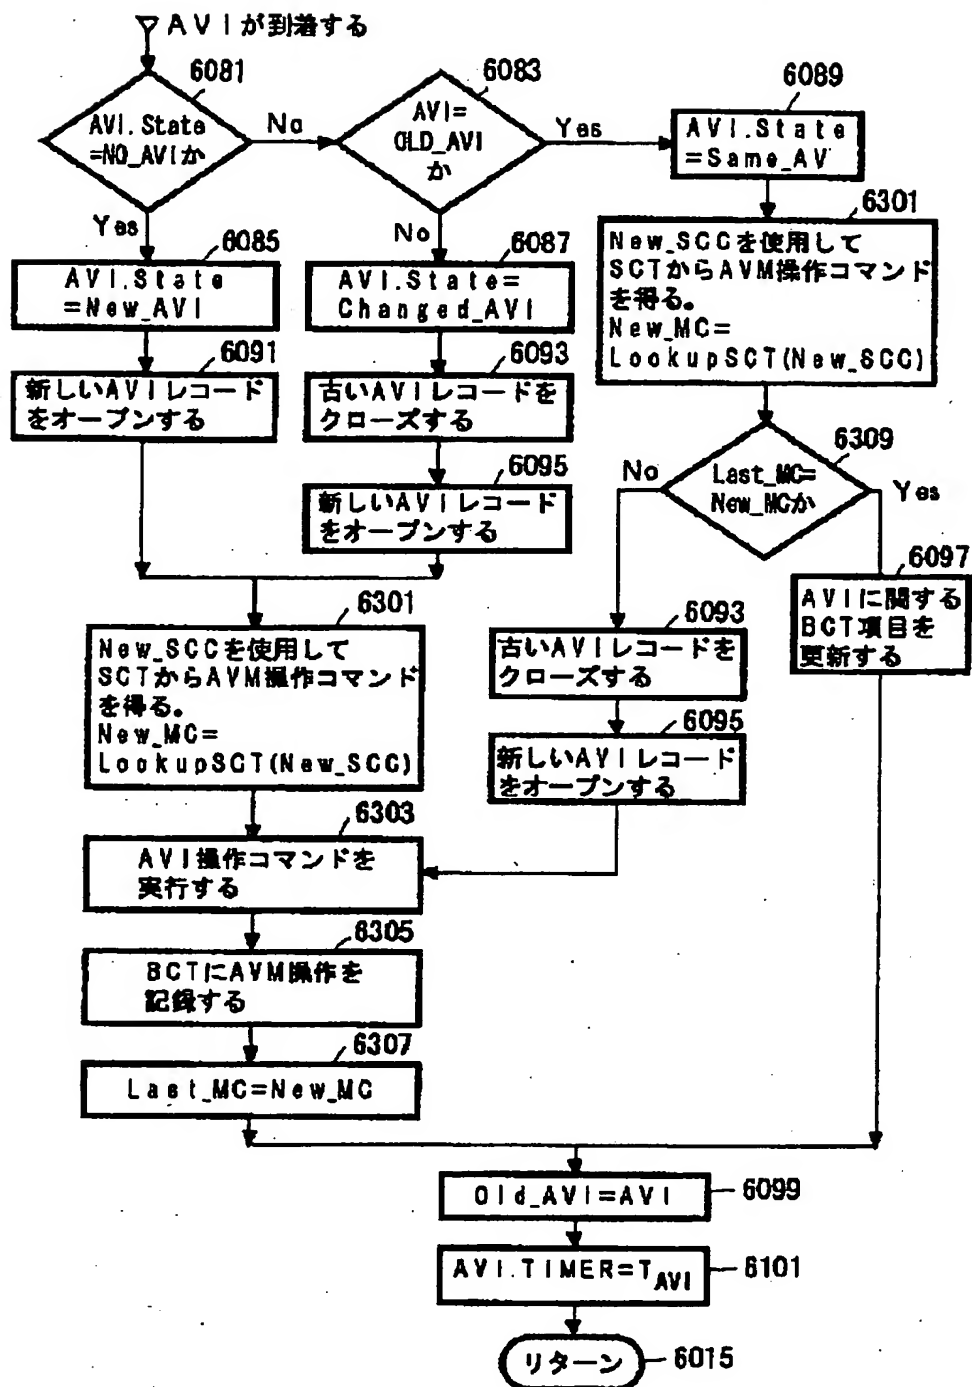 AVIが到着する
6081
AVI.State
=NO_AVIか
No
Yes
6083
AVI=
OLD_AVI
か
Yes
No
6089
AVI.State
=Same_AV
6085
AVI.State
=New_AVI
6087
AVI.State=
Changed_AVI
6301
New_SCCを使用して
SCTからAVM操作コマンド
を得る。
New_MC=
LookupSCT(New_SCC)
6091
新しいAVIレコード
をオープンする
6093
古いAVIレコードを
クローズする
6095
新しいAVIレコード
をオープンする
6309
Last_MC=
New_MCか
No
Yes
6097
AVIに関する
BCT項目を
更新する
6301
New_SCCを使用して
SCTからAVM操作コマンド
を得る。
New_MC=
LookupSCT(New_SCC)
6093
古いAVIレコードを
クローズする
6095
新しいAVIレコード
をオープンする
6303
AVI操作コマンドを
実行する
6305
BCTにAVM操作を
記録する
6307
Last_MC=New_MC
Old_AVI=AVI
6099
AVI.TIMER=TAVI
6101
リターン
6015